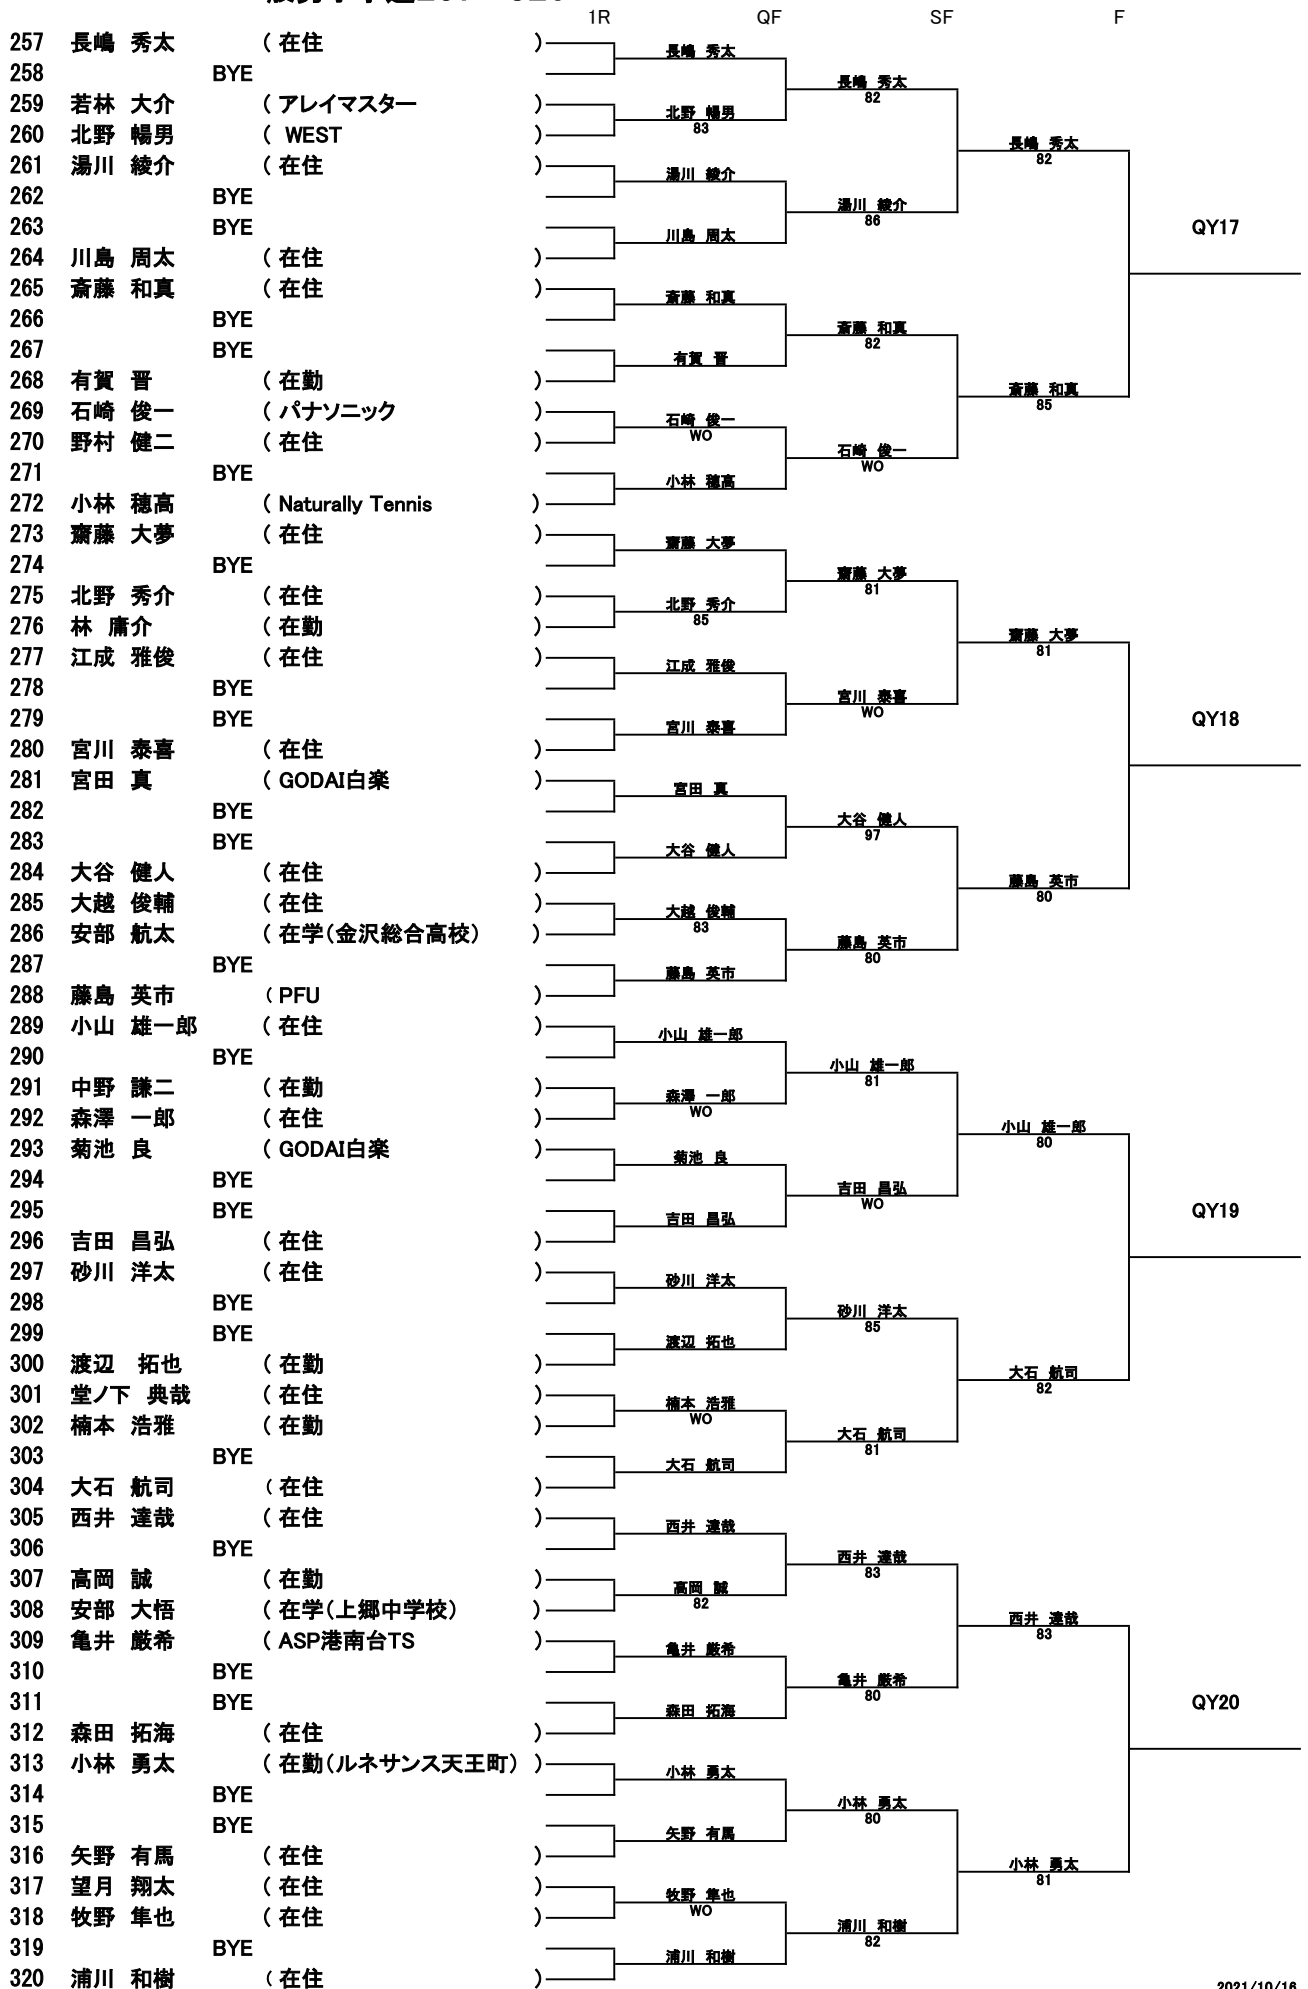 1R QF SF F
257 長嶋 秀太 ( 在住 )
258 BYE
259 若林 大介 ( アレイマスター )
260 北野 暢男 ( WEST )
261 湯川 綾介 ( 在住 )
262 BYE
263 BYE
264 川島 周太 ( 在住 )
265 斎藤 和真 ( 在住 )
266 BYE
267 BYE
268 有賀 晋 ( 在勤 )
269 石崎 俊一 ( パナソニック )
270 野村 健二 ( 在住 )
271 BYE
272 小林 穂高 ( Naturally Tennis )
273 齋藤 大夢 ( 在住 )
274 BYE
275 北野 秀介 ( 在住 )
276 林 庸介 ( 在勤 )
277 江成 雅俊 ( 在住 )
278 BYE
279 BYE
280 宮川 泰喜 ( 在住 )
281 宮田 真 ( GODAI白楽 )
282 BYE
283 BYE
284 大谷 健人 ( 在住 )
285 大越 俊輔 ( 在住 )
286 安部 航太 ( 在学(金沢総合高校) )
287 BYE
288 藤島 英市 ( PFU )
289 小山 雄一郎 ( 在住 )
290 BYE
291 中野 謙二 ( 在勤 )
292 森澤 一郎 ( 在住 )
293 菊池 良 ( GODAI白楽 )
294 BYE
295 BYE
296 吉田 昌弘 ( 在住 )
297 砂川 洋太 ( 在住 )
298 BYE
299 BYE
300 渡辺 拓也 ( 在勤 )
301 堂ノ下 典哉 ( 在住 )
302 楠本 浩雅 ( 在勤 )
303 BYE
304 大石 航司 ( 在住 )
305 西井 達哉 ( 在住 )
306 BYE
307 高岡 誠 ( 在勤 )
308 安部 大悟 ( 在学(上郷中学校) )
309 亀井 厳希 ( ASP港南台TS )
310 BYE
311 BYE
312 森田 拓海 ( 在住 )
313 小林 勇太 ( 在勤(ルネサンス天王町) )
314 BYE
315 BYE
316 矢野 有馬 ( 在住 )
317 望月 翔太 ( 在住 )
318 牧野 隼也 ( 在住 )
319 BYE
320 浦川 和樹 ( 在住 )
長嶋 秀太
北野 暢男
83
湯川 綾介
川島 周太
斎藤 和真
有賀 晋
石崎 俊一
WO
小林 穂高
齋藤 大夢
北野 秀介
85
江成 雅俊
宮川 泰喜
宮田 真
大谷 健人
大越 俊輔
83
藤島 英市
小山 雄一郎
森澤 一郎
WO
菊池 良
吉田 昌弘
砂川 洋太
渡辺 拓也
楠本 浩雅
WO
大石 航司
西井 達哉
高岡 誠
82
亀井 厳希
森田 拓海
小林 勇太
矢野 有馬
牧野 隼也
WO
浦川 和樹
長嶋 秀太
82
湯川 綾介
86
斎藤 和真
82
石崎 俊一
WO
齋藤 大夢
81
宮川 泰喜
WO
大谷 健人
97
藤島 英市
80
小山 雄一郎
81
吉田 昌弘
WO
砂川 洋太
85
大石 航司
81
西井 達哉
83
亀井 厳希
80
小林 勇太
80
浦川 和樹
82
長嶋 秀太
82
斎藤 和真
85
齋藤 大夢
81
藤島 英市
80
小山 雄一郎
80
大石 航司
82
西井 達哉
83
小林 勇太
81
QY17
QY18
QY19
QY20
2021/10/16